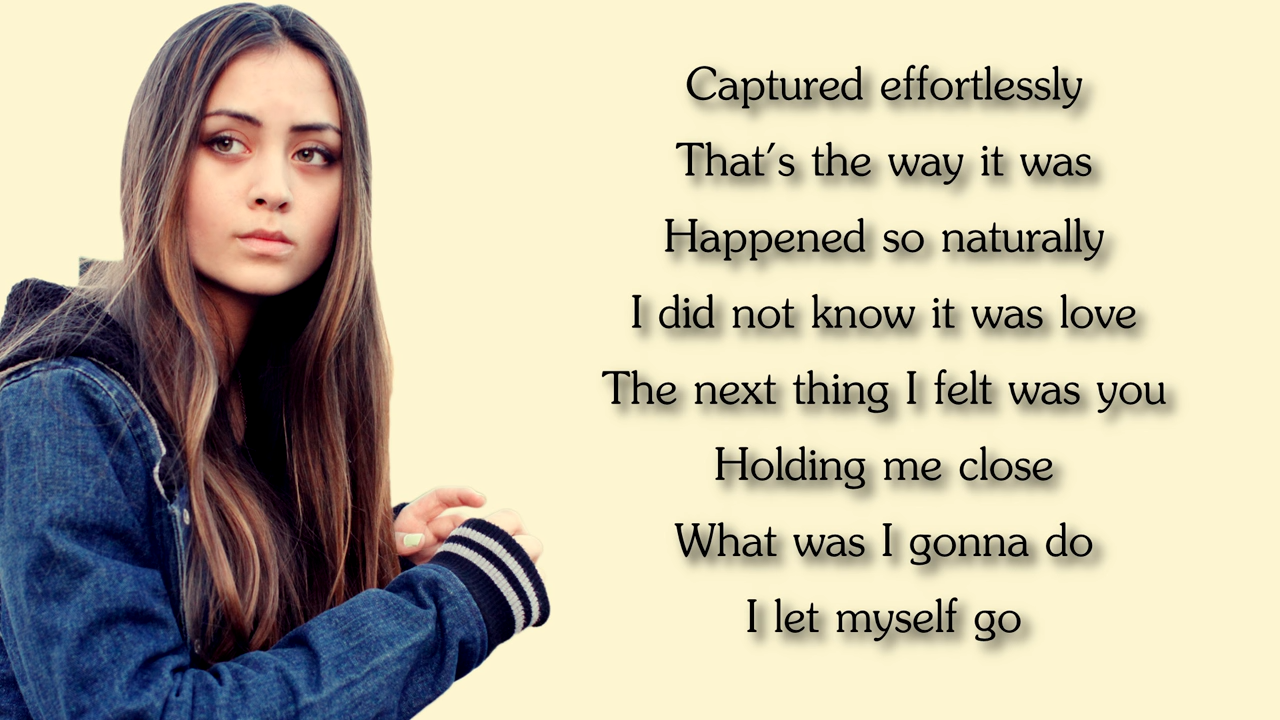 Captured effortlessly
That's the way it was
Happened so naturally
I did not know it was love
The next thing I felt was you
Holding me close
What was I gonna do
I let myself go